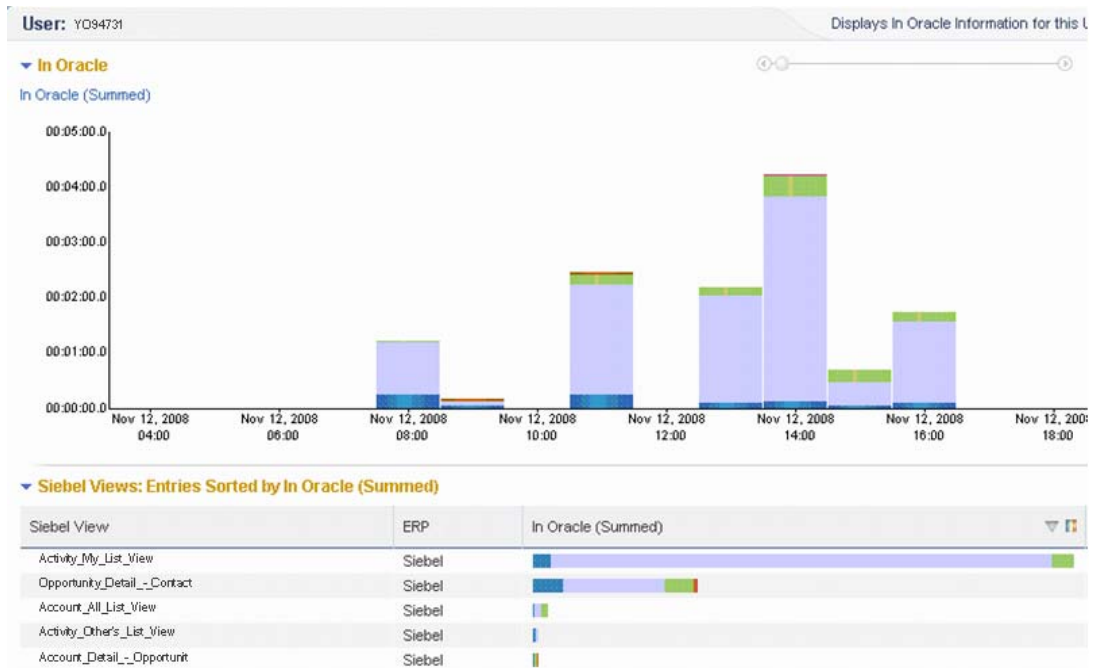 User: YO94731
Displays In Oracle Information for this U
In Oracle
In Oracle (Summed)
00:05:00.0
00:04:00.0
00:03:00.0
00:02:00.0
00:01:00.0
00:00:00.0
Nov 12, 2008 Nov 12, 2008 Nov 12, 2008 Nov 12, 2008 Nov 12, 2008 Nov 12, 2008 Nov 12, 2008 Nov 12, 200
04:00 06:00 08:00 10:00 12:00 14:00 16:00 18:00
Siebel Views: Entries Sorted by In Oracle (Summed)
Siebel View ERP In Oracle (Summed)
Activity_My_List_View Siebel
Opportunity_Detail_-_Contact Siebel
Account_All_List_View Siebel
Activity_Other's_List_View Siebel
Account_Detail_-_Opportunit Siebel